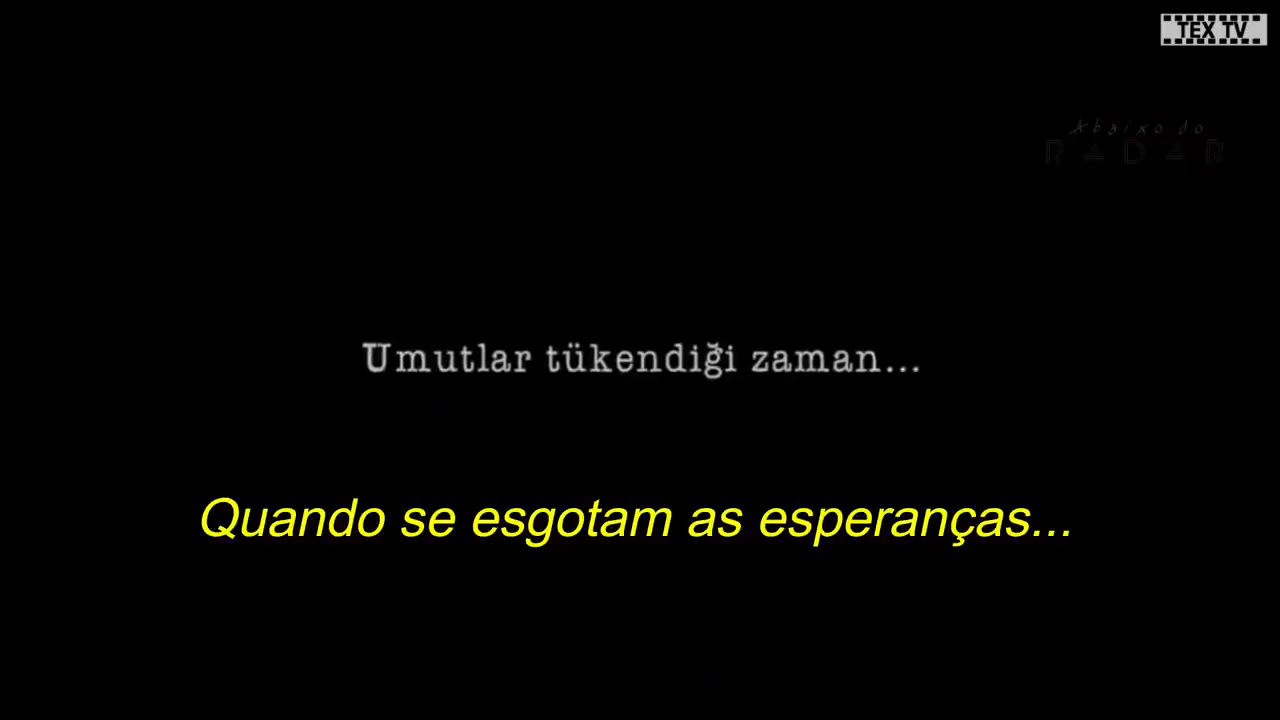 TEX TV
Abaixo do
RADAR
Umutlar tükendiği zaman...
Quando se esgotam as esperanças...